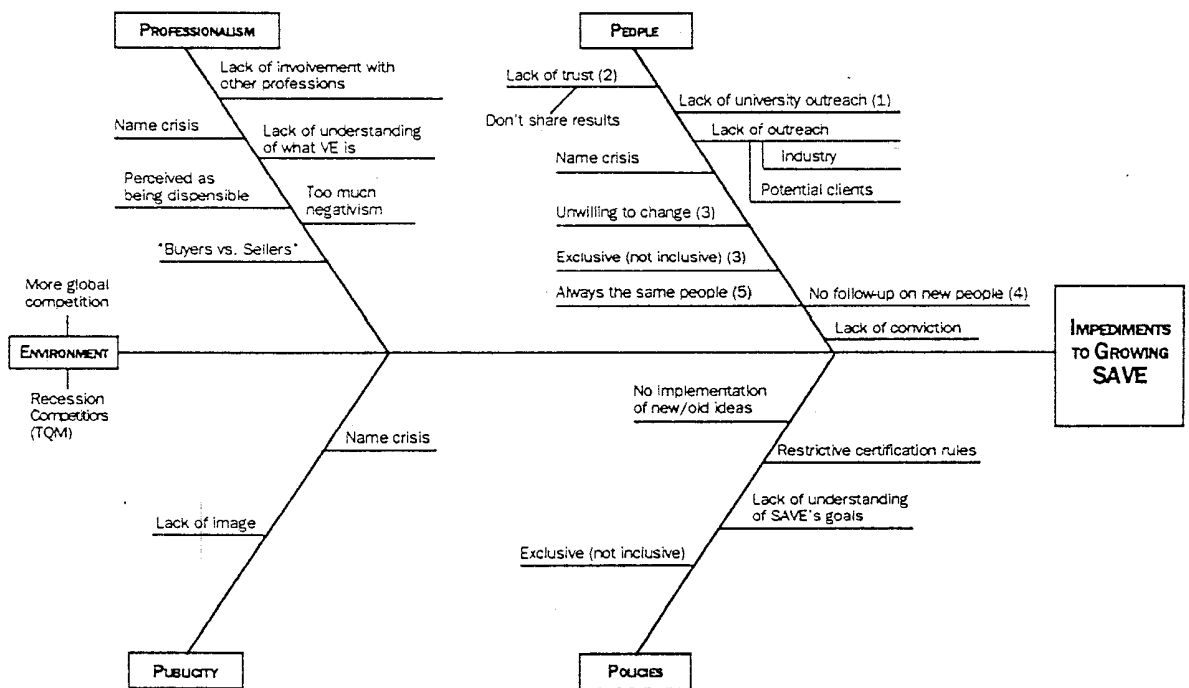 PROFESSIONALISM
Lack of involvement with
other professions
Name crisis
Lack of understanding
of what VE is
Perceived as
being dispensible
Too much
negativism
"Buyers vs. Sellers"
PEOPLE
Lack of trust (2)
Don't share results
Lack of university outreach (1)
Lack of outreach
Industry
Potential clients
Name crisis
Unwilling to change (3)
Exclusive (not inclusive) (3)
Always the same people (5)
No follow-up on new people (4)
Lack of conviction
More global
competition
ENVIRONMENT
Recession
Competitors
(TQM)
IMPEDIMENTS
TO GROWING
SAVE
Name crisis
Lack of image
PUBLICITY
No implementation
of new/old ideas
Restrictive certification rules
Lack of understanding
of SAVE's goals
Exclusive (not inclusive)
POLICIES